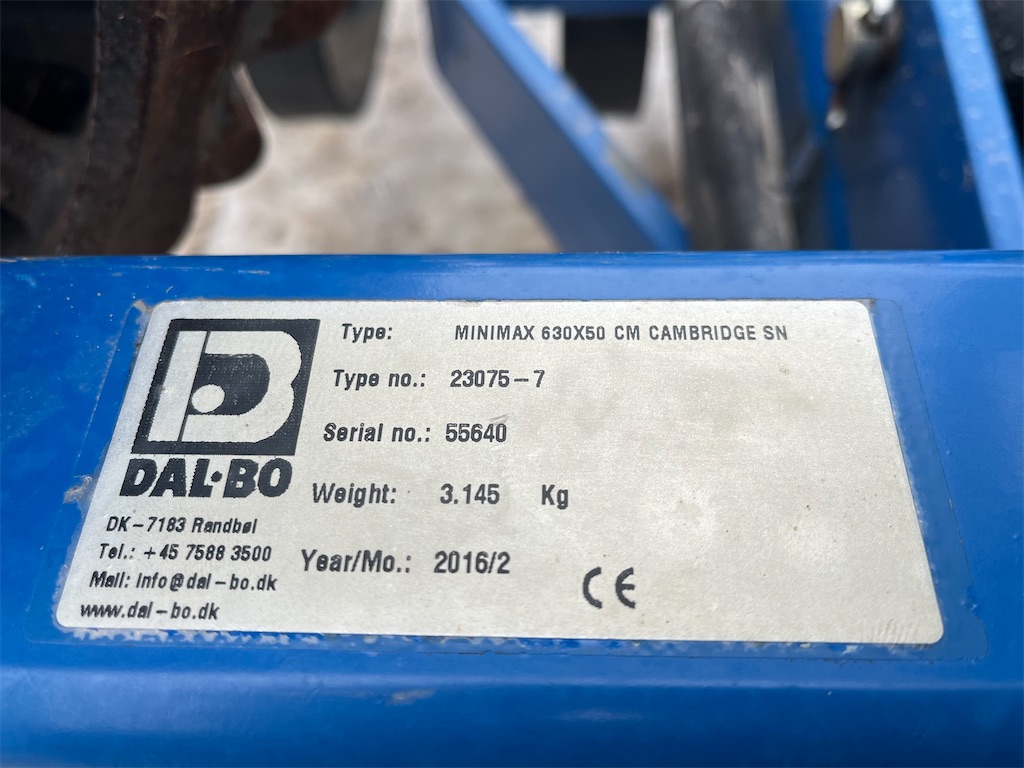 Type: MINIMAX 630X50 CM CAMBRIDGE SN
Type no.: 23075-7
Serial no.: 55640
Weight: 3.145 Kg
Year/Mo.: 2016/2
CE
DAL·BO
DK-7183 Randbøl
Tel.: +45 7588 3500
Mail: info@dal-bo.dk
www.dal-bo.dk